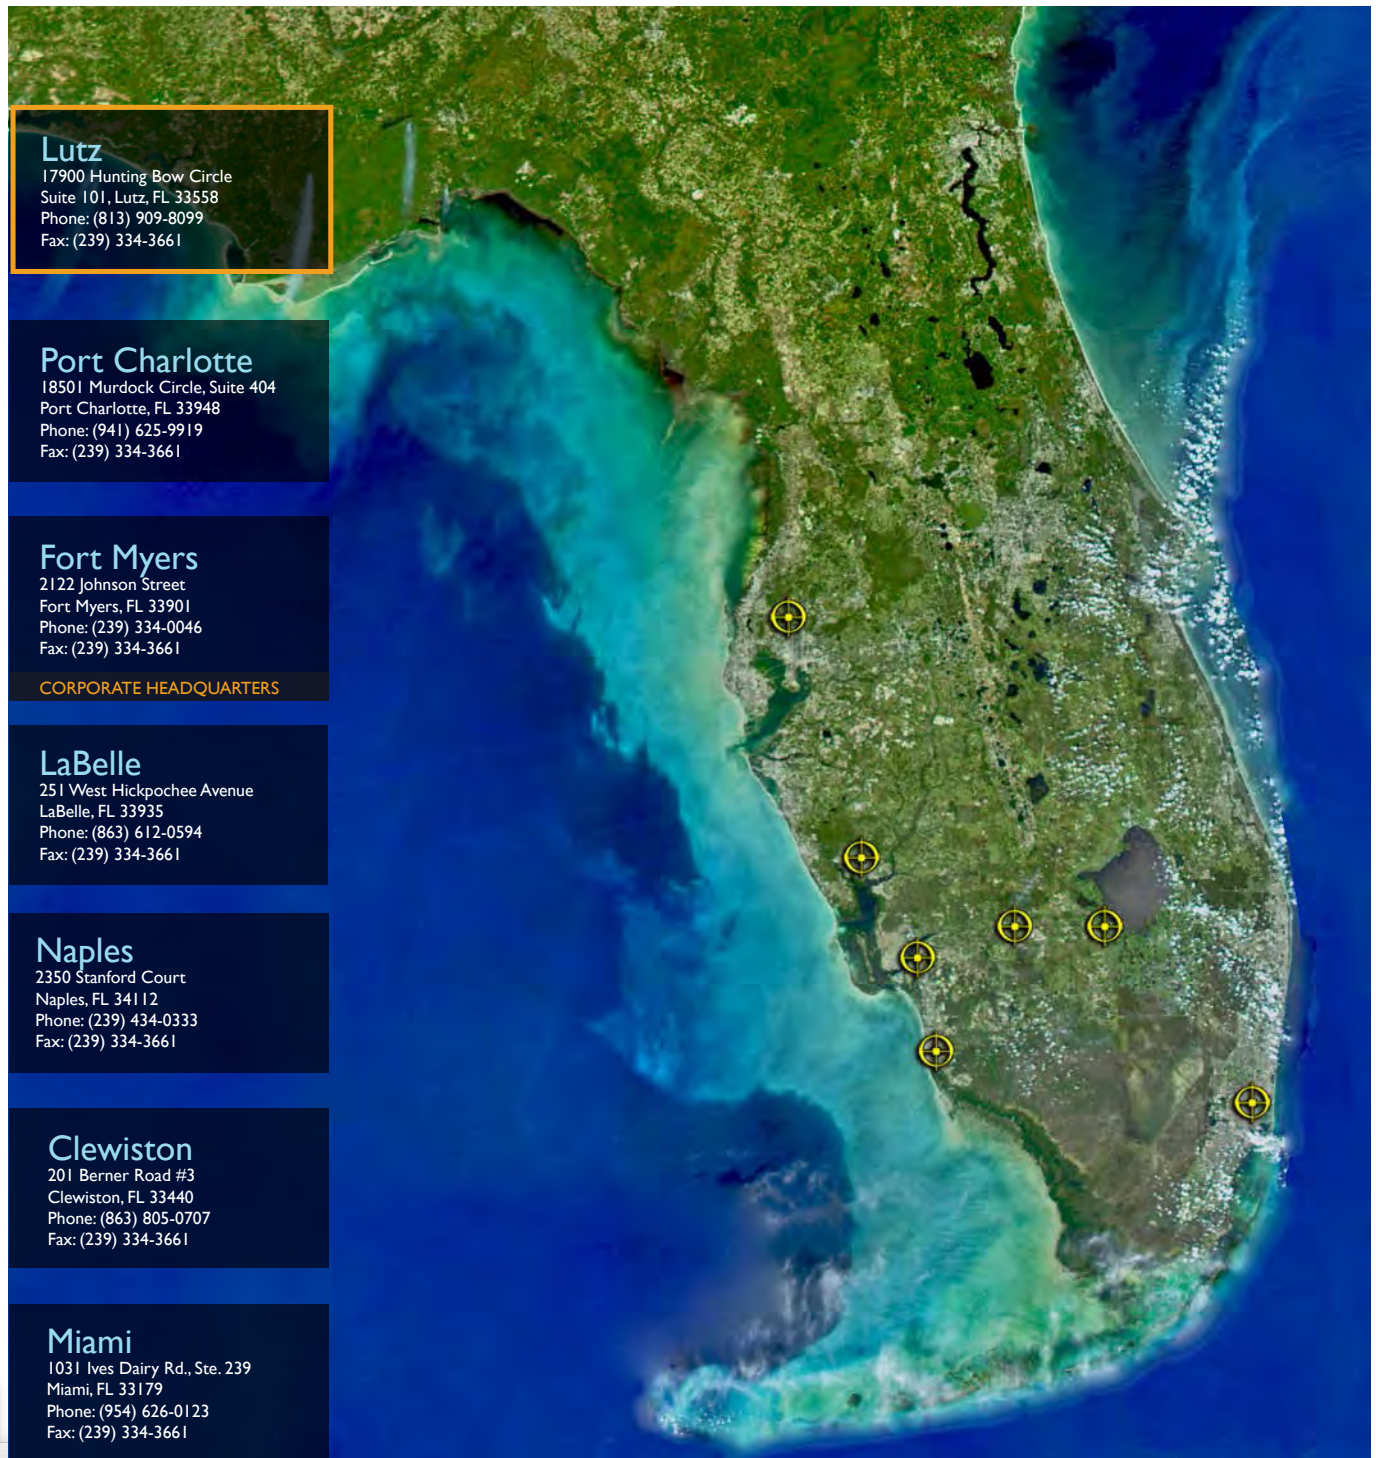 Lutz
17900 Hunting Bow Circle
Suite 101, Lutz, FL 33558
Phone: (813) 909-8099
Fax: (239) 334-3661
Port Charlotte
18501 Murdock Circle, Suite 404
Port Charlotte, FL 33948
Phone: (941) 625-9919
Fax: (239) 334-3661
Fort Myers
2122 Johnson Street
Fort Myers, FL 33901
Phone: (239) 334-0046
Fax: (239) 334-3661
CORPORATE HEADQUARTERS
LaBelle
251 West Hickpochee Avenue
LaBelle, FL 33935
Phone: (863) 612-0594
Fax: (239) 334-3661
Naples
2350 Stanford Court
Naples, FL 34112
Phone: (239) 434-0333
Fax: (239) 334-3661
Clewiston
201 Berner Road #3
Clewiston, FL 33440
Phone: (863) 805-0707
Fax: (239) 334-3661
Miami
1031 Ives Dairy Rd., Ste. 239
Miami, FL 33179
Phone: (954) 626-0123
Fax: (239) 334-3661